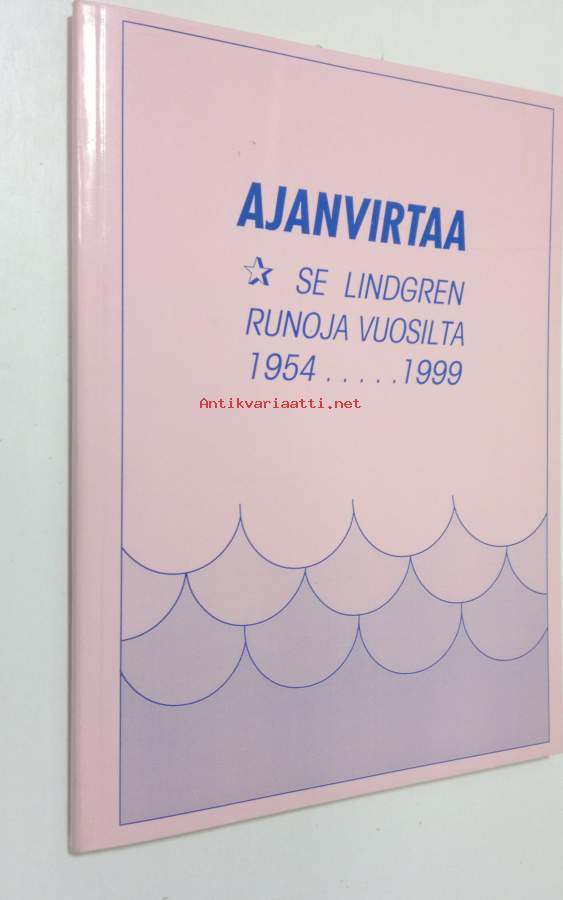 AJANVIRTAA
SE LINDGREN
RUNOJA VUOSILTA
1954.....1999
Antikvariaatti.net